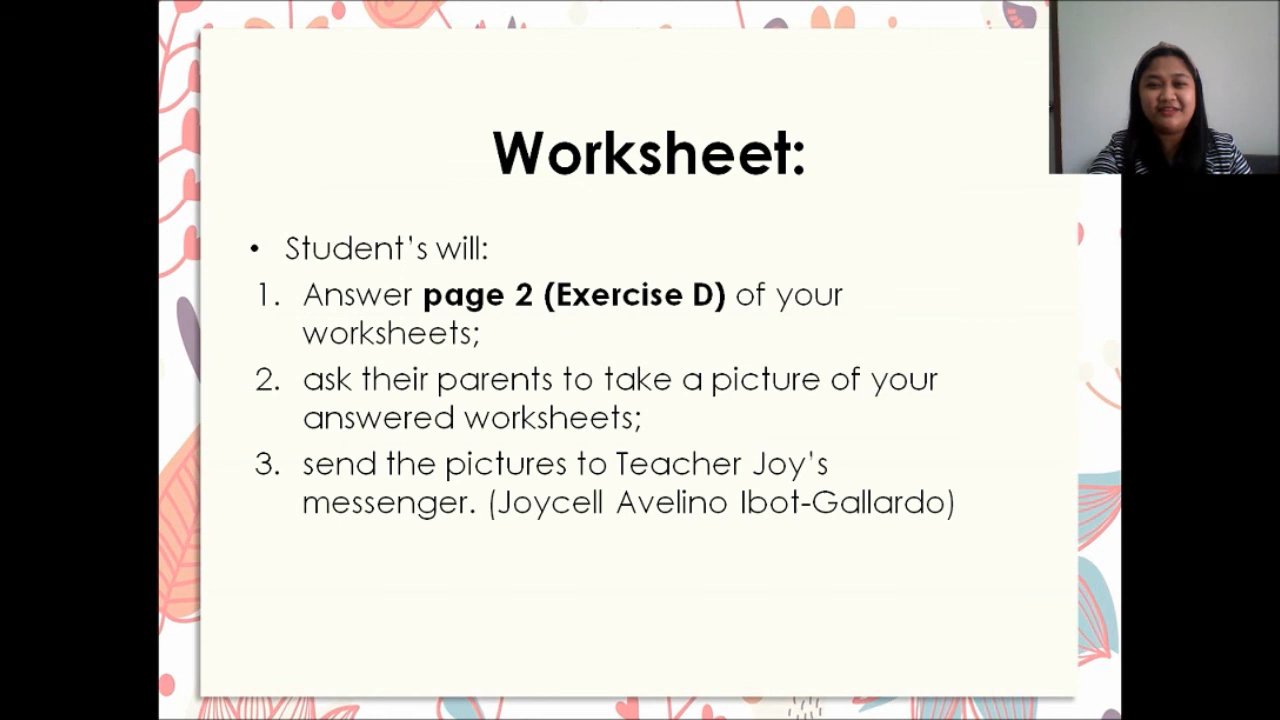 Worksheet:
• Student's will:
1. Answer page 2 (Exercise D) of your
worksheets;
2. ask their parents to take a picture of your
answered worksheets;
3. send the pictures to Teacher Joy's
messenger. (Joycell Avelino Ibot-Gallardo)